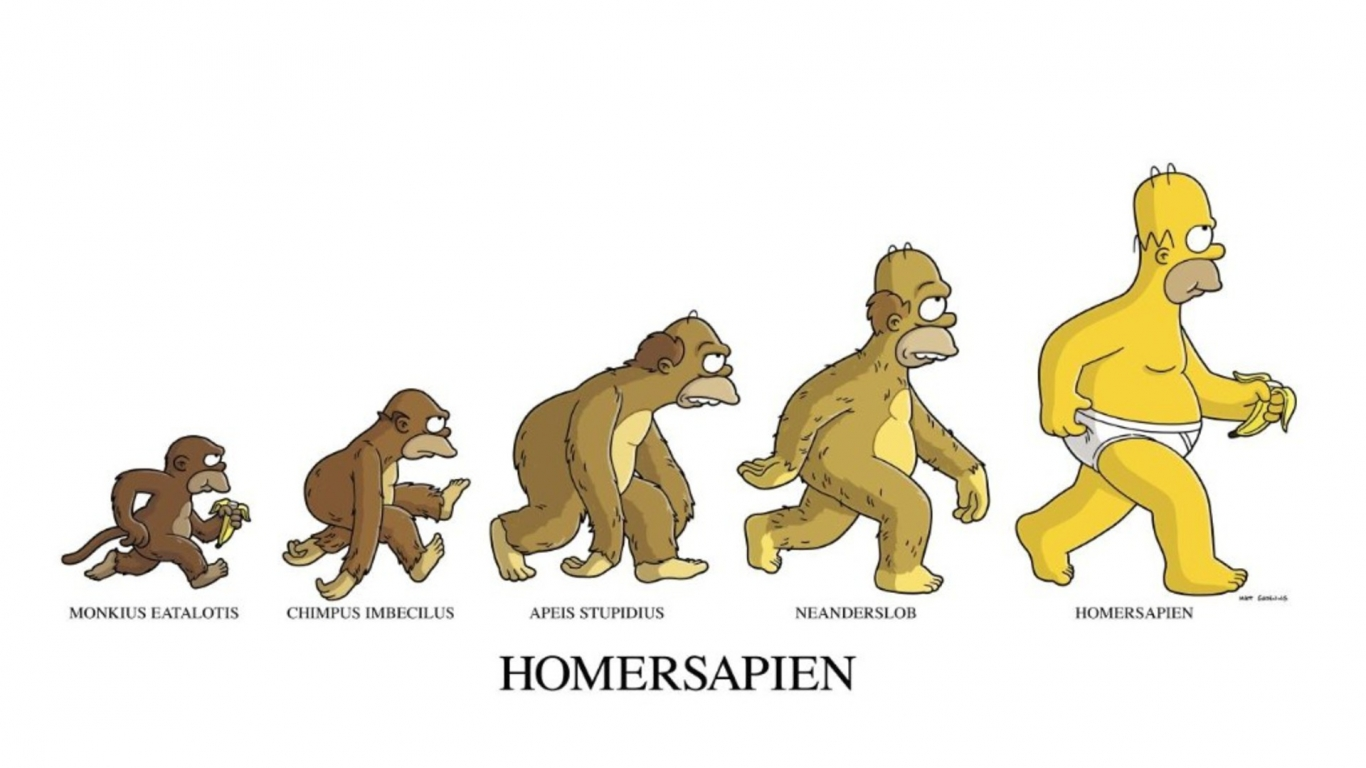 MONKIUS EATALOTIS
CHIMPUS IMBECILUS
APEIS STUPIDIUS
NEANDERSLOB
HOMERSAPIEN
HOMERSAPIEN